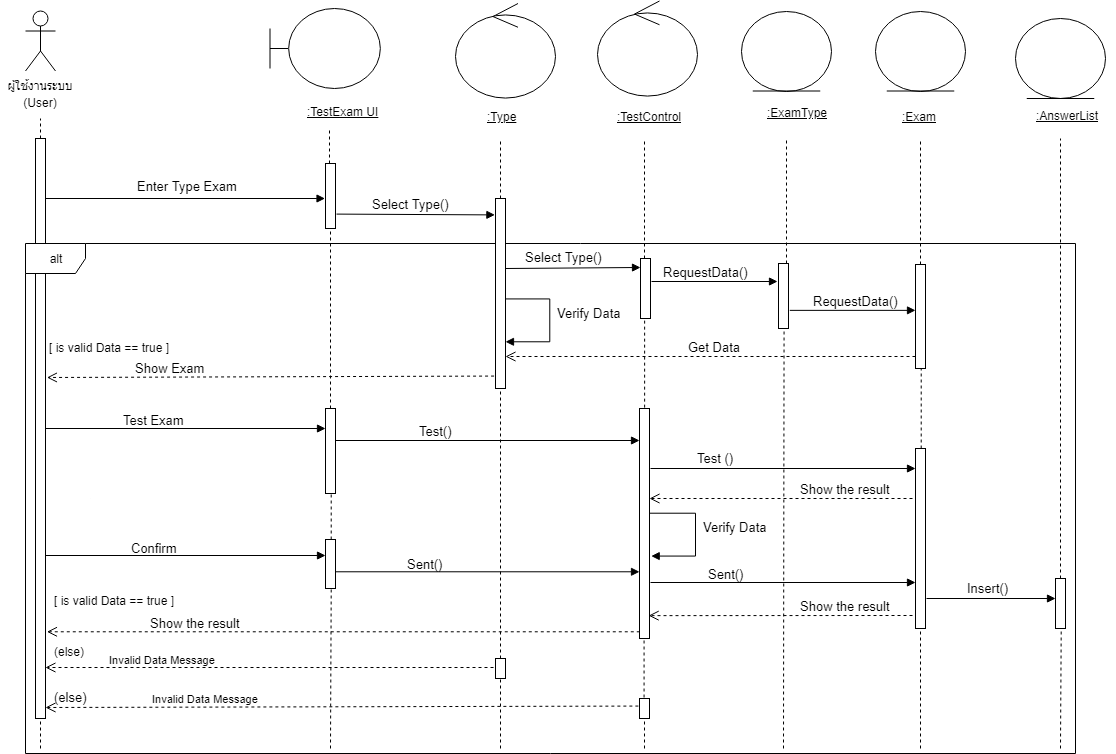 ผู้ใช้งานระบบ
(User)
:TestExam UI
:Type
:TestControl
:ExamType
:Exam
:AnswerList
Enter Type Exam
Select Type()
alt
Select Type()
RequestData()
RequestData()
Verify Data
[ is valid Data == true ]
Get Data
Show Exam
Test Exam
Test()
Test ()
Show the result
Verify Data
Confirm
Sent()
Sent()
Insert()
[ is valid Data == true ]
Show the result
Show the result
(else)
Invalid Data Message
(else)
Invalid Data Message